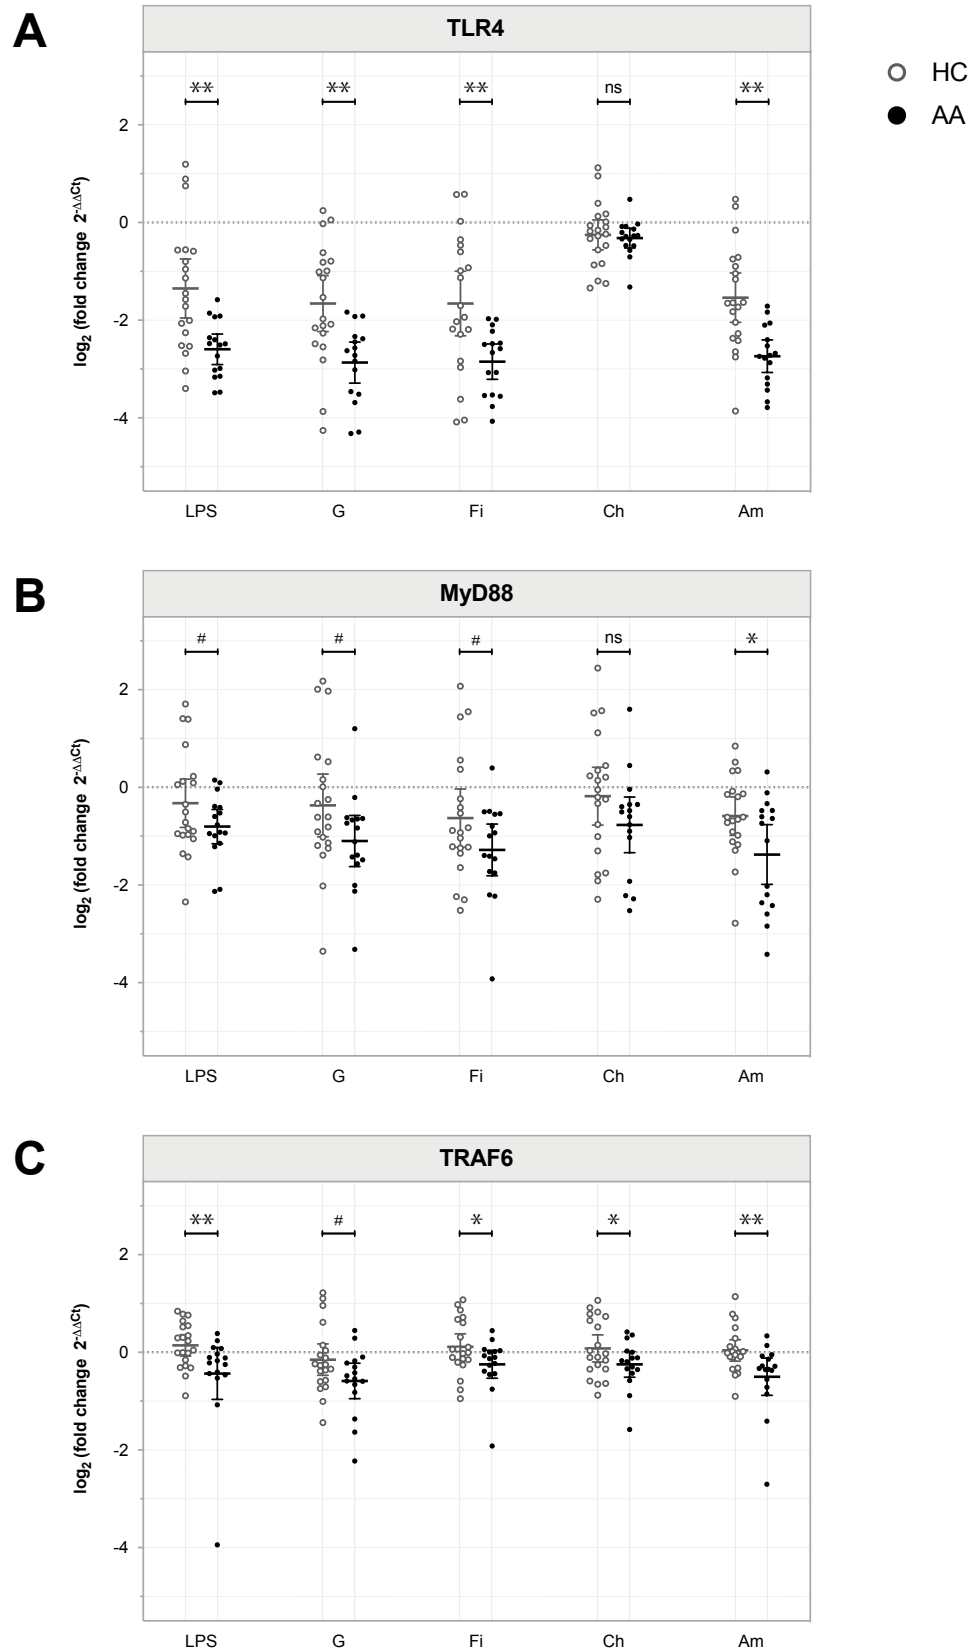 A
TLR4
HC
AA
** ** ** ns **
2
0
-2
-4
log2 (fold change 2-ΔΔCt)
LPS G Fi Ch Am
B
MyD88
# # # ns *
2
0
-2
-4
log2 (fold change 2-ΔΔCt)
LPS G Fi Ch Am
C
TRAF6
** # * * **
2
0
-2
-4
log2 (fold change 2-ΔΔCt)
LPS G Fi Ch Am